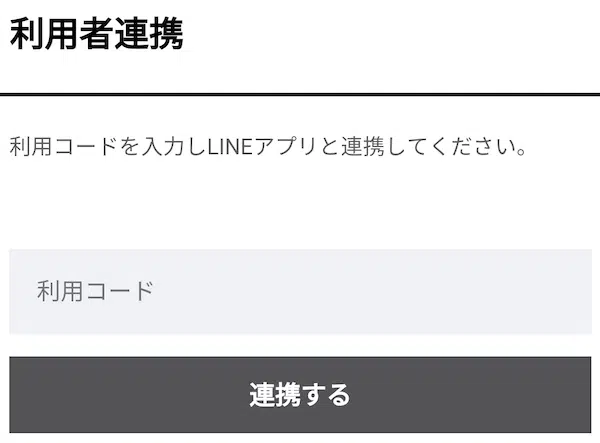 利用者連携
利用コードを入力しLINEアプリと連携してください。
利用コード
連携する